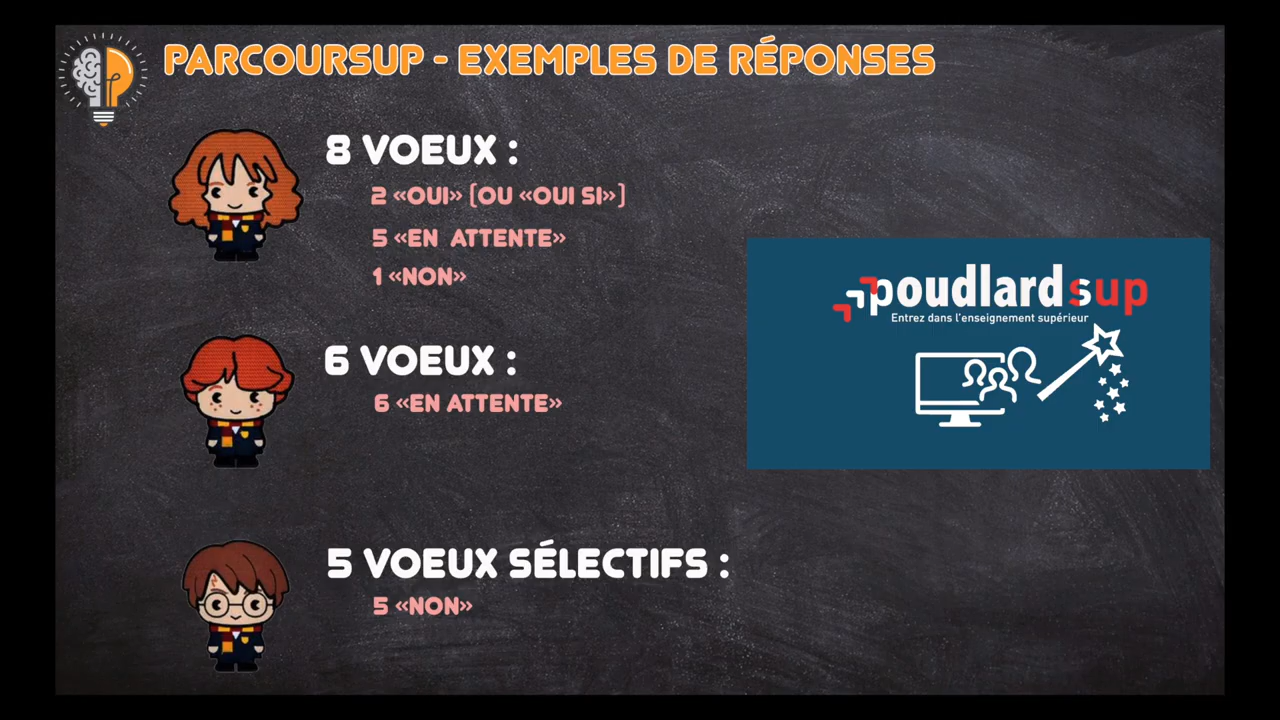 PARCOURSUP - EXEMPLES DE RÉPONSES
8 VOEUX :
2 «OUI» (OU «OUI SI»)
5 «EN ATTENTE»
1 «NON»
poudlardsup
Entrez dans l'enseignement supérieur
6 VOEUX :
6 «EN ATTENTE»
5 VOEUX SÉLECTIFS :
5 «NON»